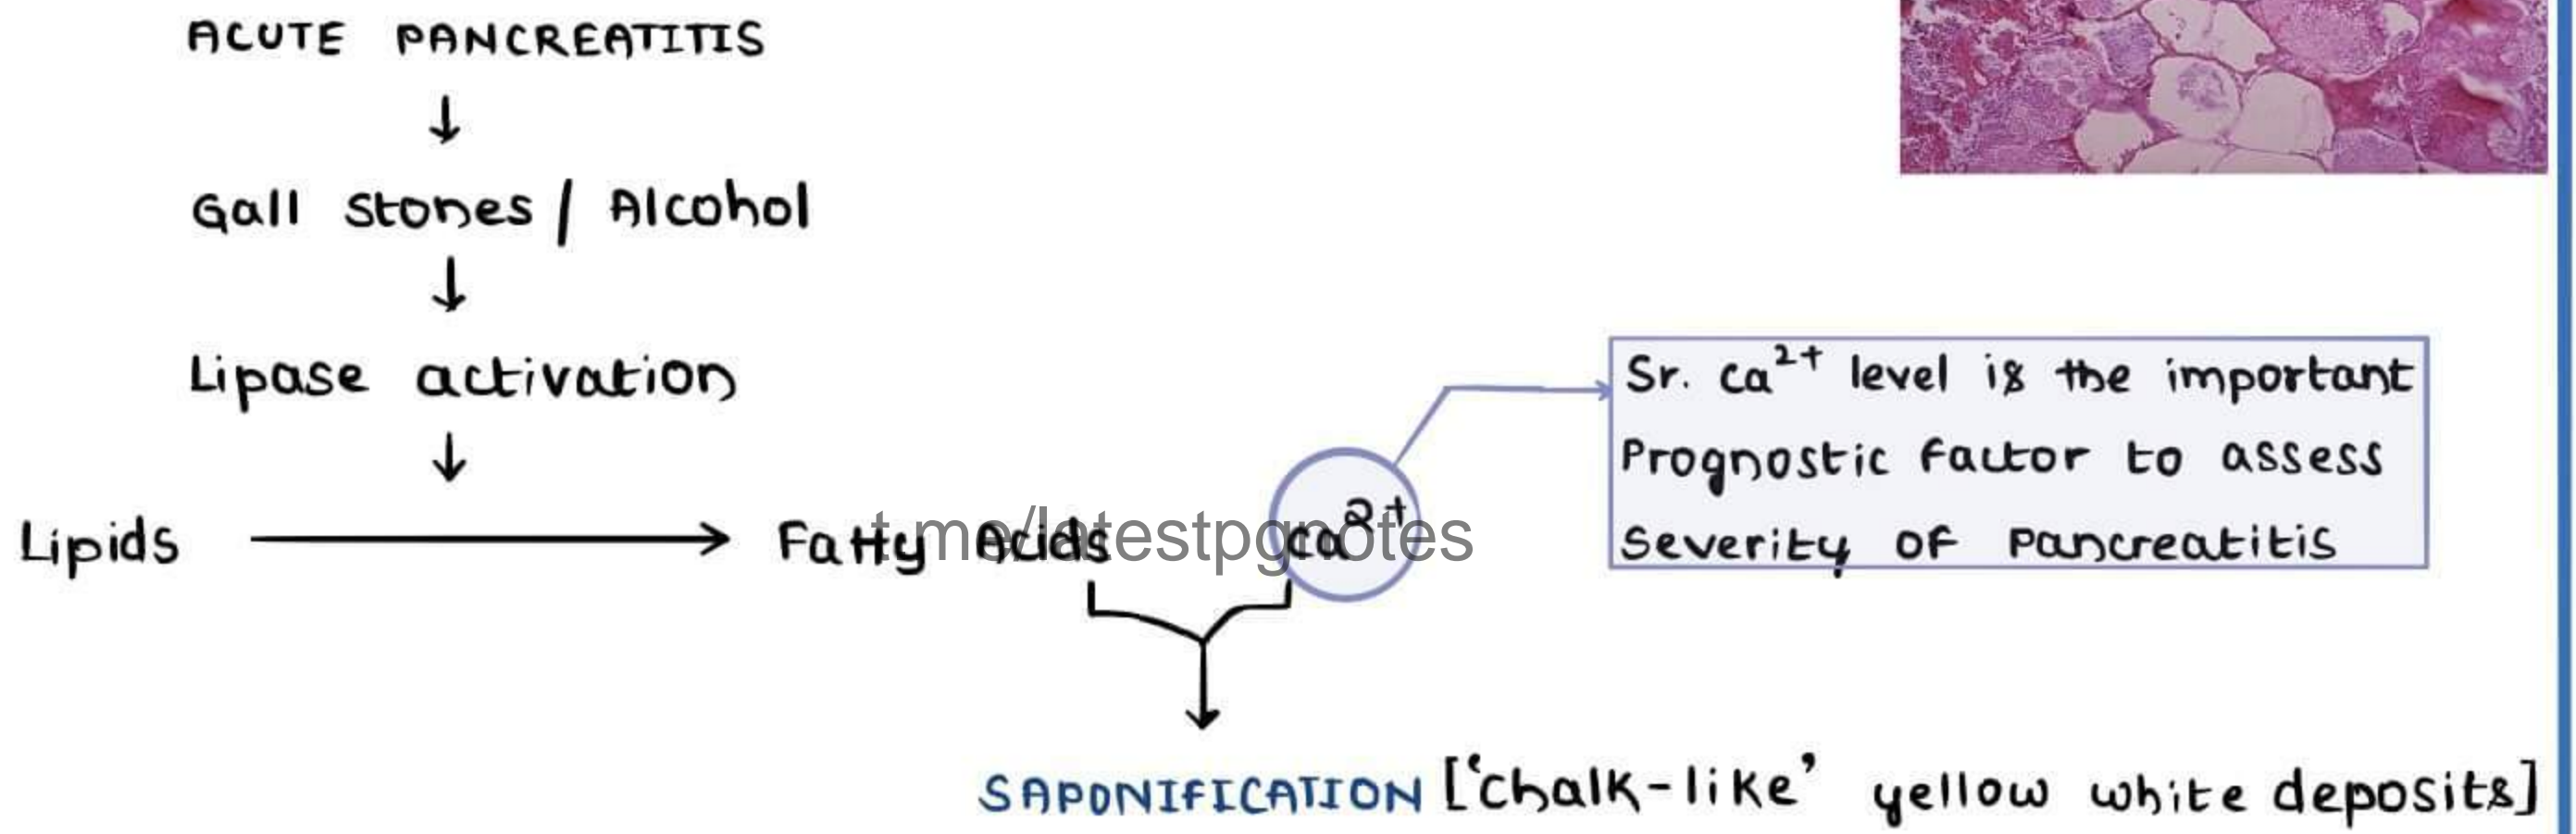 ACUTE PANCREATITIS
Gall stones / Alcohol
Lipase activation
Lipids
Fatty Acids
ca2+
t.me/latestpgnotes
Sr. ca2+ level is the important
Prognostic factor to assess
Severity of Pancreatitis
SAPONIFICATION ['chalk-like' yellow white deposits]